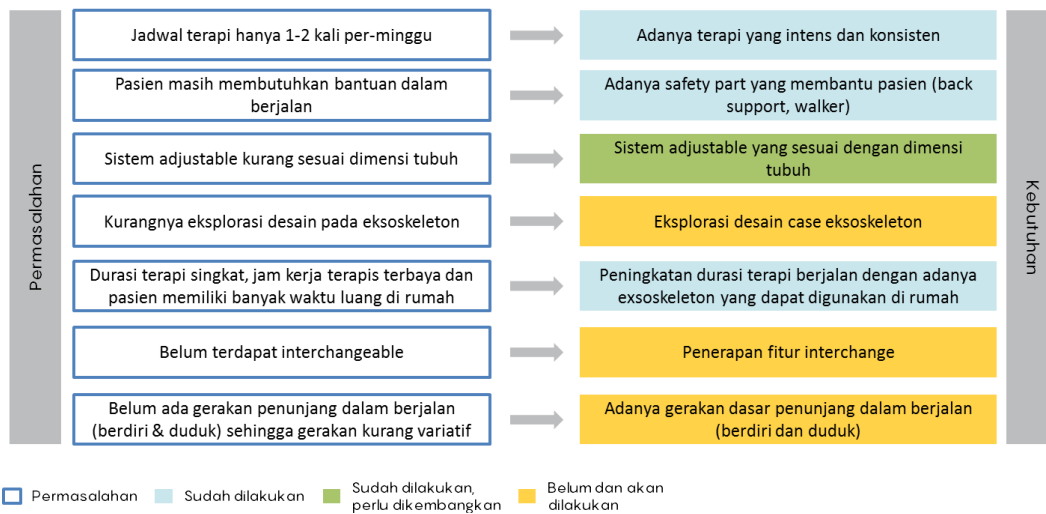 Permasalahan
Jadwal terapi hanya 1-2 kali per-minggu
Adanya terapi yang intens dan konsisten
Pasien masih membutuhkan bantuan dalam
berjalan
Adanya safety part yang membantu pasien (back
support, walker)
Sistem adjustable kurang sesuai dimensi tubuh
Sistem adjustable yang sesuai dengan dimensi
tubuh
Kurangnya eksplorasi desain pada eksoskeleton
Eksplorasi desain case eksoskeleton
Durasi terapi singkat, jam kerja terapis terbaya dan
pasien memiliki banyak waktu luang di rumah
Peningkatan durasi terapi berjalan dengan adanya
exsoskeleton yang dapat digunakan di rumah
Belum terdapat interchangeable
Penerapan fitur interchange
Belum ada gerakan penunjang dalam berjalan
(berdiri & duduk) sehingga gerakan kurang variatif
Adanya gerakan dasar penunjang dalam berjalan
(berdiri dan duduk)
Kebutuhan
Permasalahan
Sudah dilakukan
Sudah dilakukan,
perlu dikembangkan
Belum dan akan
dilakukan